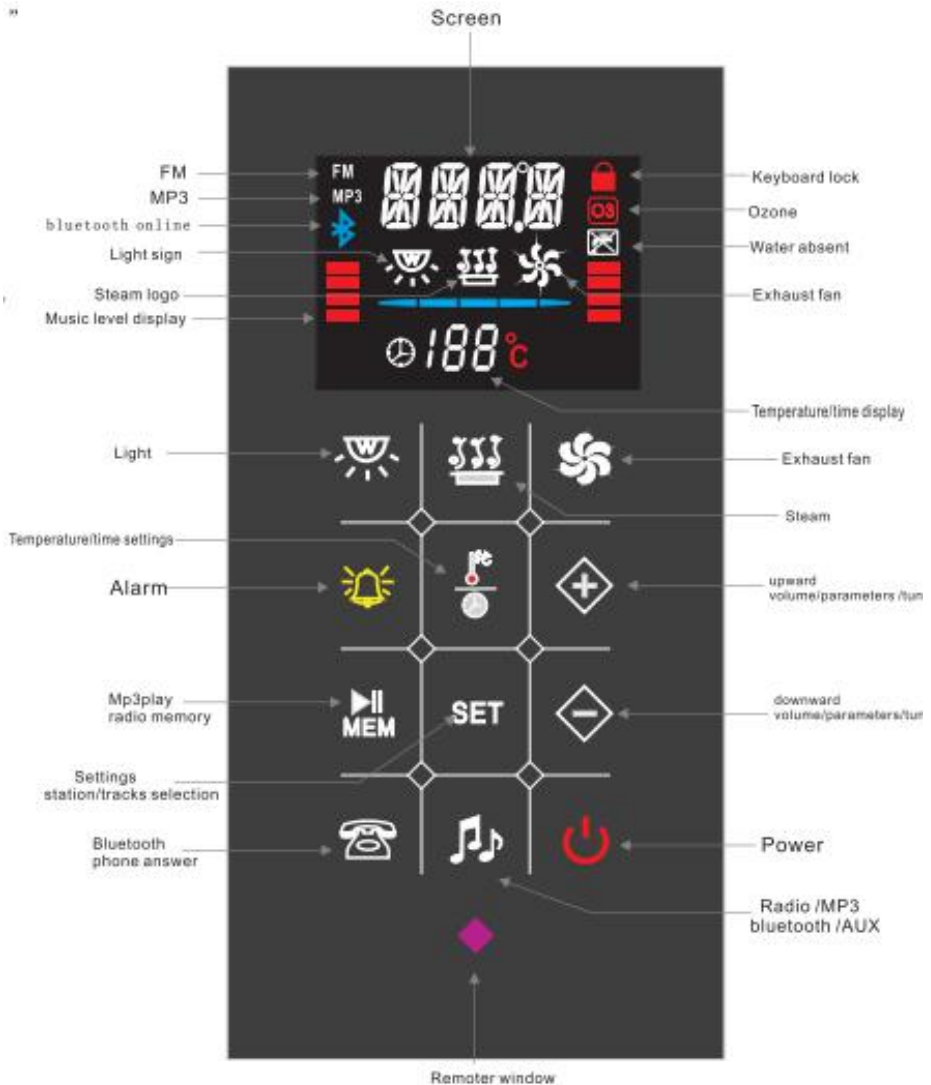 ”
Screen
FM
MP3
bluetooth online
Light sign
Steam logo
Music level display
FM
MP3
O3
W
188 °C
Keyboard lock
Ozone
Water absent
Exhaust fan
Temperature/time display
Light
W
Exhaust fan
Steam
Temperature/time settings
Alarm
upward
volume/parameters /tun
Mp3play
radio memory
MEM
SET
downward
volume/parameters/tun
Settings
station/tracks selection
Bluetooth
phone answer
Power
Radio /MP3
bluetooth /AUX
Remoter window